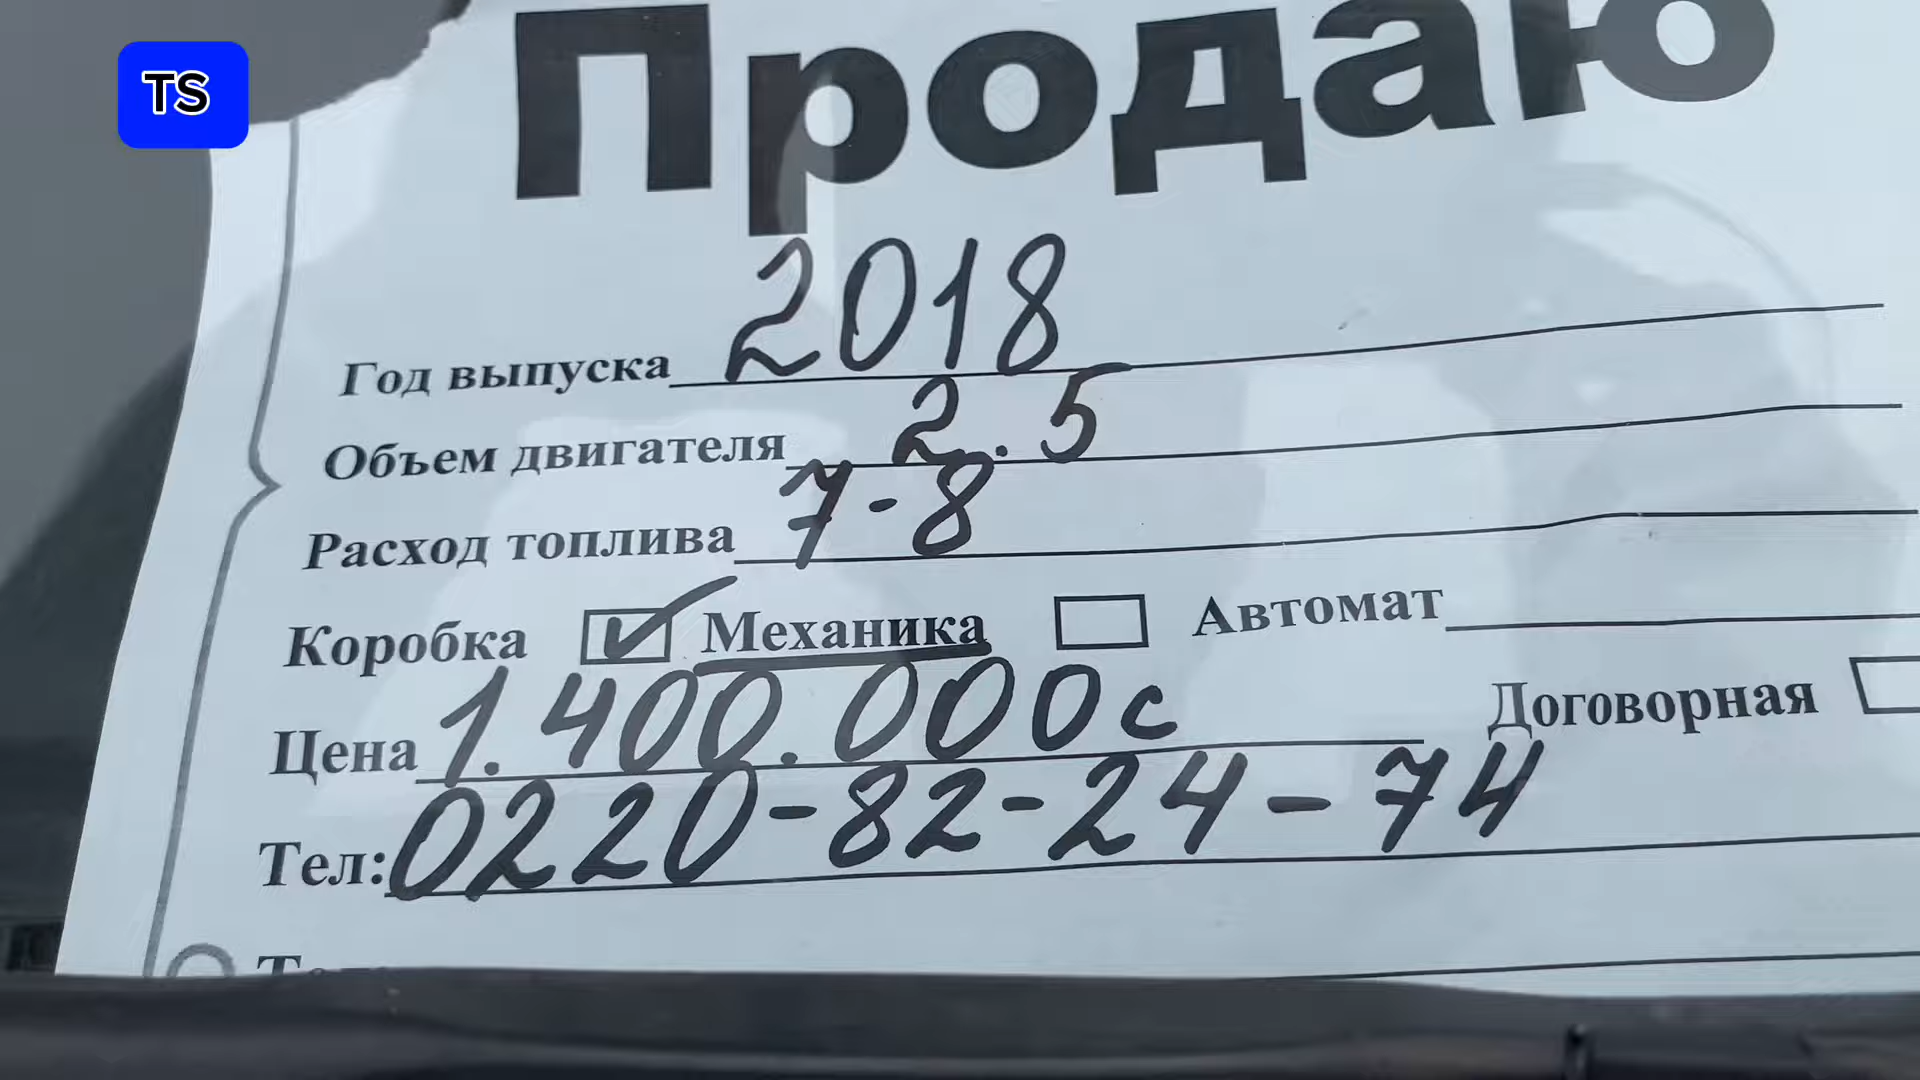 TS
Продаю
Год выпуска 2018
Объем двигателя 2.5
Расход топлива 7-8
Коробка Механика Автомат
Цена 1.400.000с Договорная
Тел: 0220-82-24-74